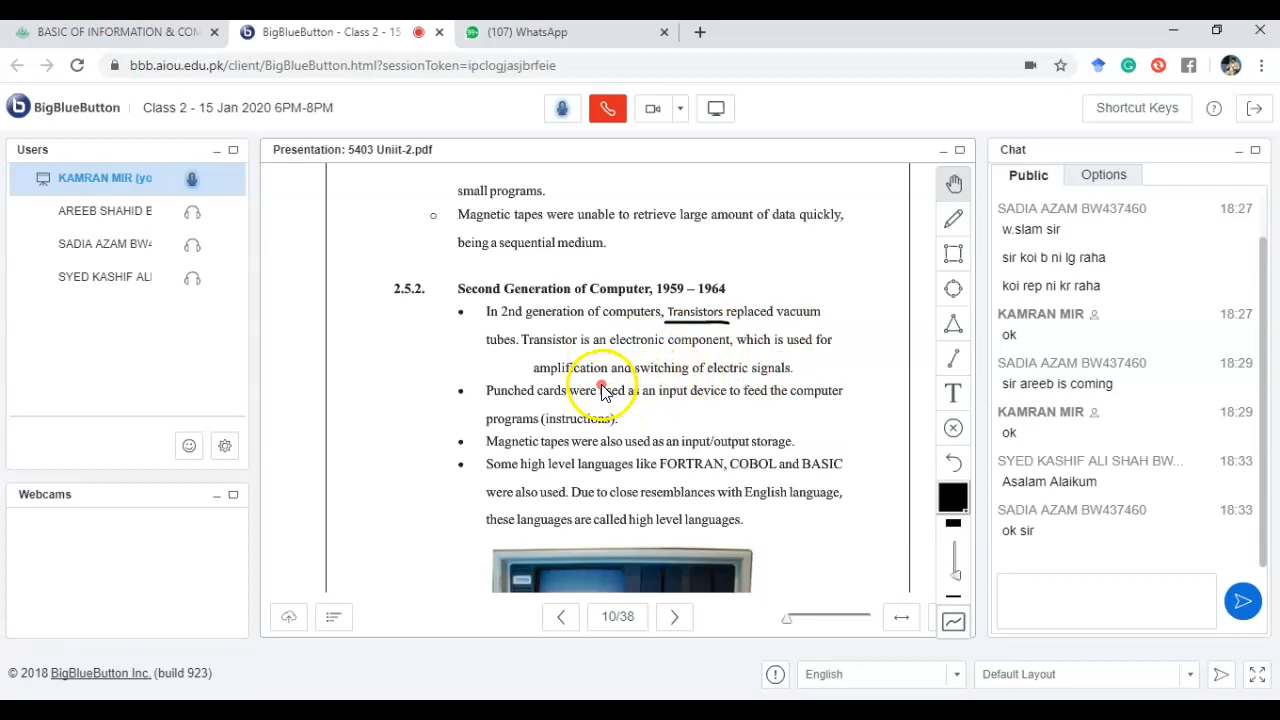 BASIC OF INFORMATION & COM
BigBlueButton - Class 2 - 15
(107) WhatsApp
bbb.aiou.edu.pk/client/BigBlueButton.html?sessionToken=ipclogjasjbrfeie
BigBlueButton
Class 2 - 15 Jan 2020 6PM-8PM
Shortcut Keys
Users
KAMRAN MIR (yo
AREEB SHAHID B
SADIA AZAM BW4
SYED KASHIF ALI
Webcams
Presentation: 5403 Uniit-2.pdf
small programs.
Magnetic tapes were unable to retrieve large amount of data quickly,
being a sequential medium.
2.5.2. Second Generation of Computer, 1959 – 1964
• In 2nd generation of computers, Transistors replaced vacuum
tubes. Transistor is an electronic component, which is used for
amplification and switching of electric signals.
• Punched cards were used as an input device to feed the computer
programs (instructions).
• Magnetic tapes were also used as an input/output storage.
• Some high level languages like FORTRAN, COBOL and BASIC
were also used. Due to close resemblances with English language,
these languages are called high level languages.
10/38
Chat
Public
Options
SADIA AZAM BW437460 18:27
w.slam sir
sir koi b ni lg raha
koi rep ni kr raha
KAMRAN MIR 18:27
ok
SADIA AZAM BW437460 18:29
sir areeb is coming
KAMRAN MIR 18:29
ok
SYED KASHIF ALI SHAH BW... 18:33
Asalam Alaikum
SADIA AZAM BW437460 18:33
ok sir
© 2018 BigBlueButton Inc. (build 923)
English
Default Layout